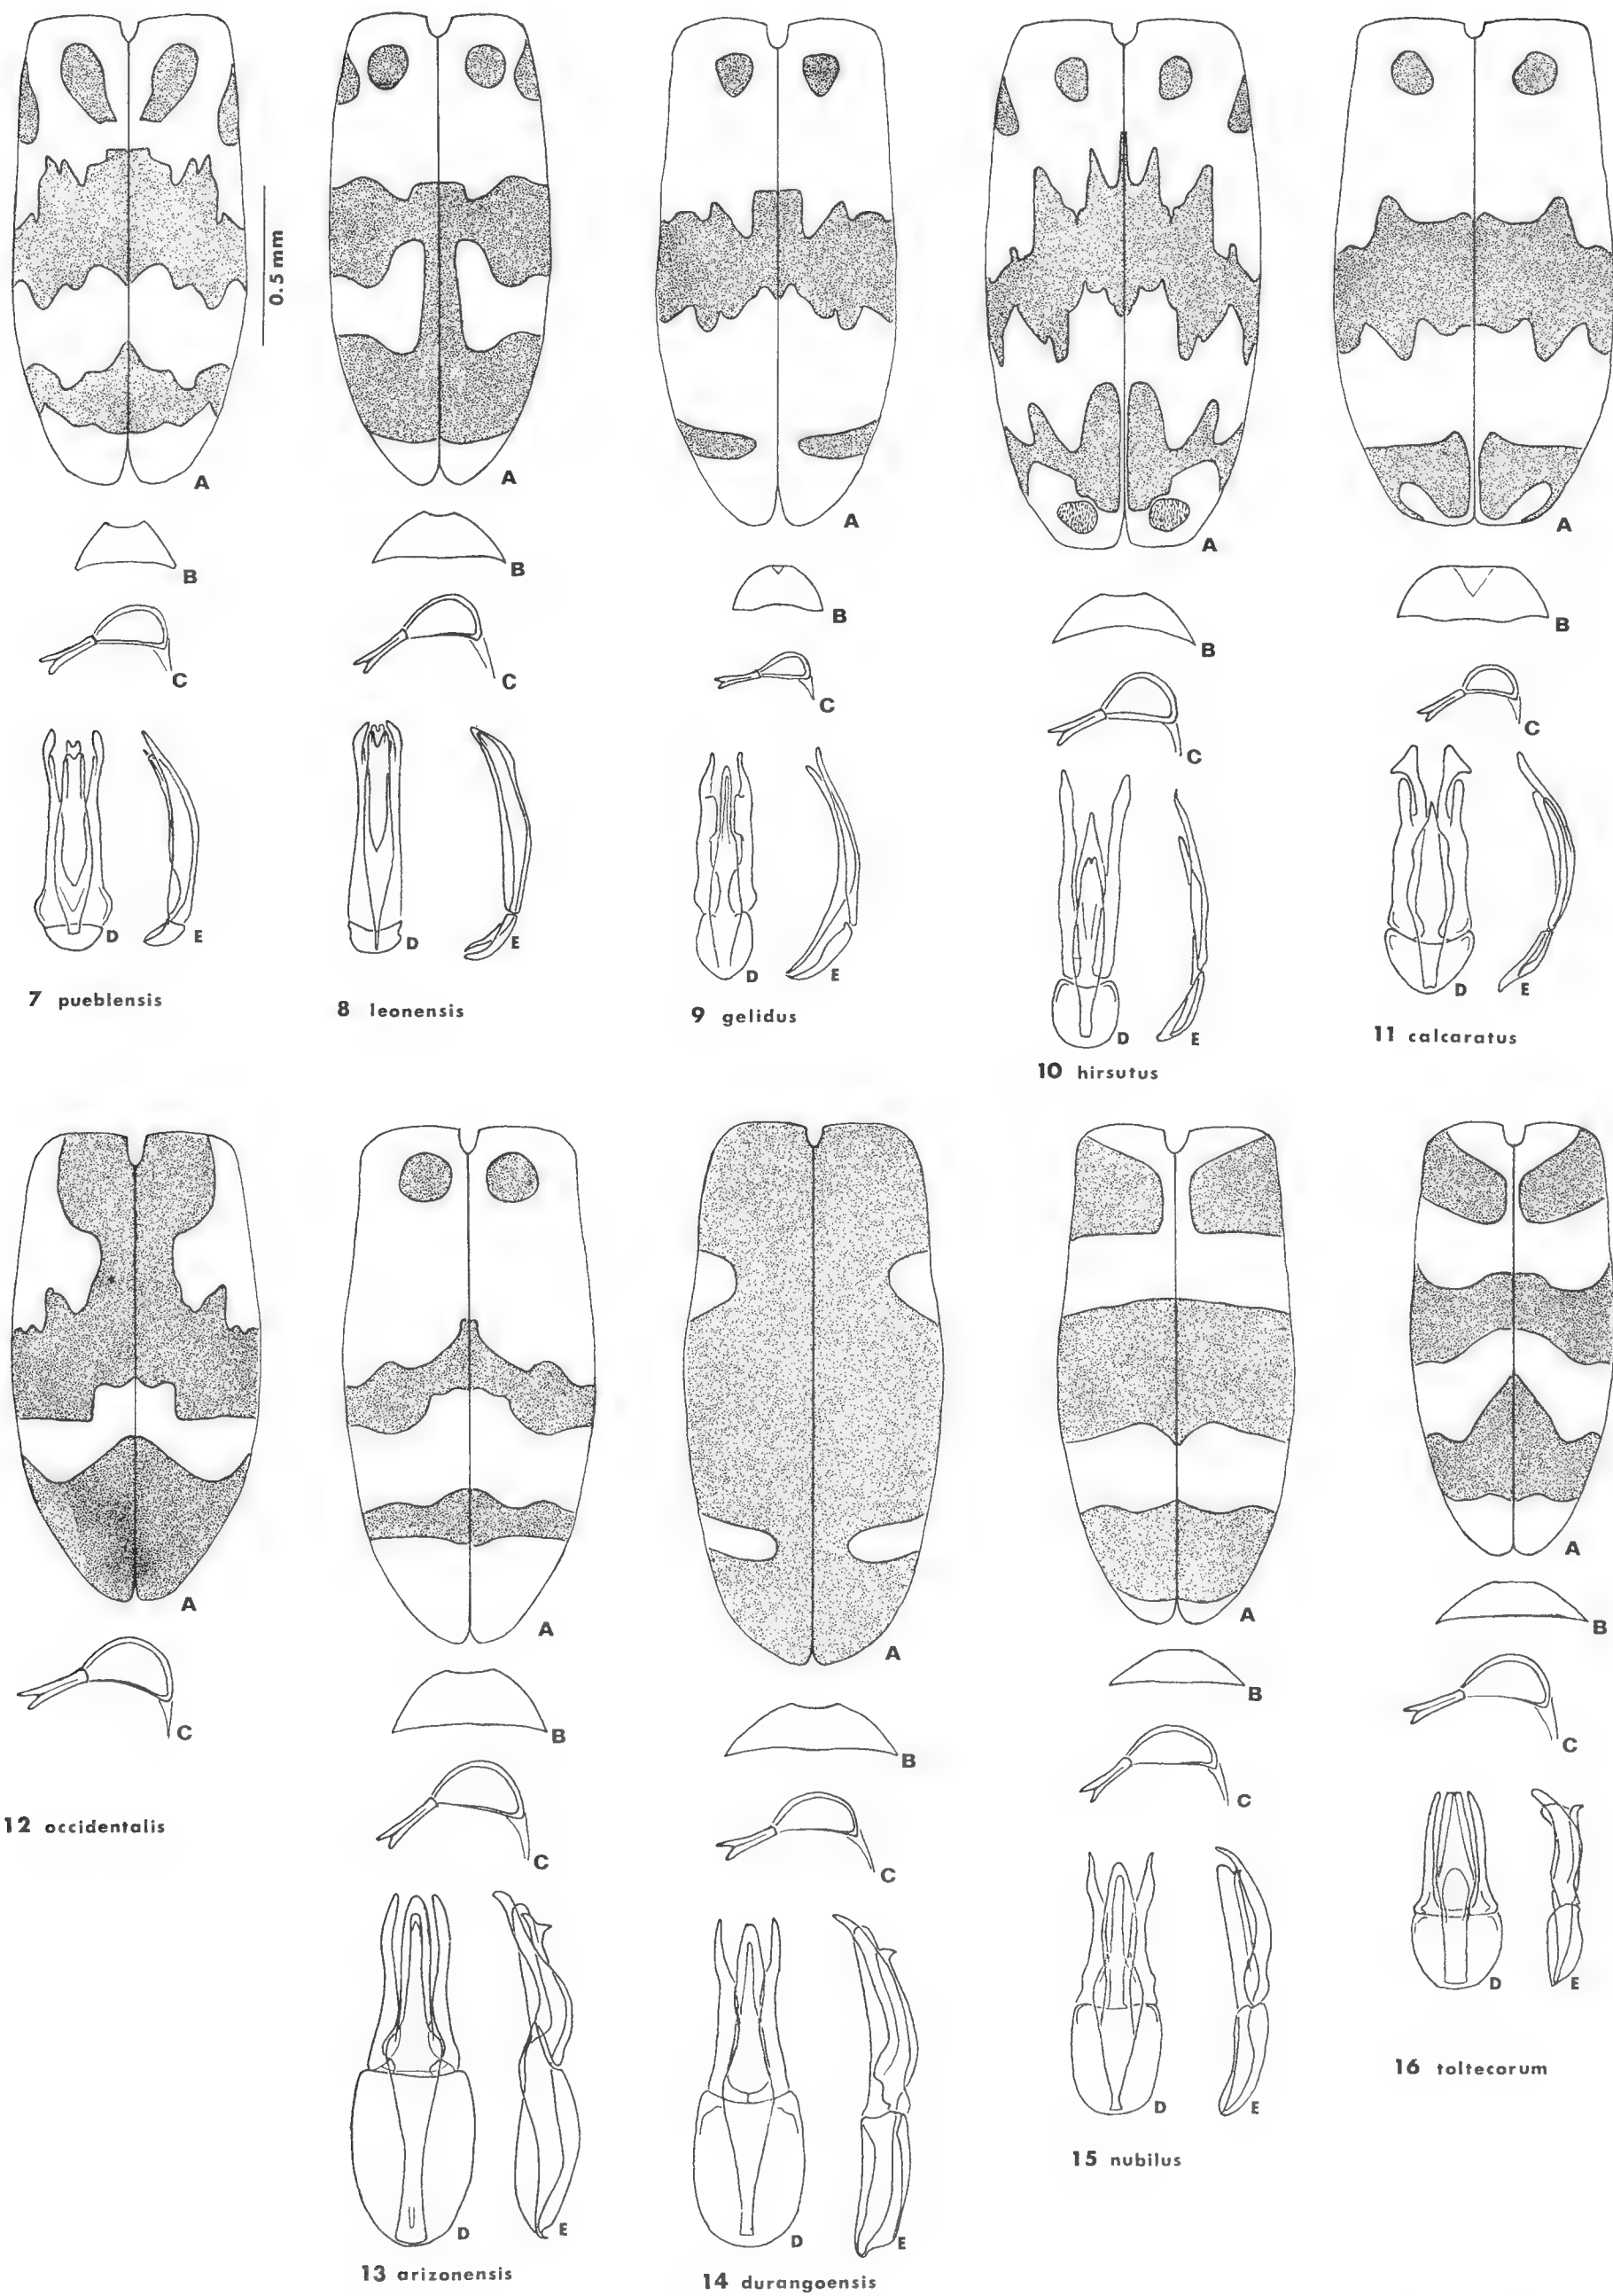 0.5 mm
A
A
A
A
A
B
B
B
B
B
C
C
C
C
C
D
E
D
E
D
E
D
E
D
E
7 pueblensis
8 leonensis
9 gelidus
10 hirsutus
11 calcaratus
A
A
A
A
A
B
B
B
B
C
C
C
C
C
D
E
D
E
D
E
D
E
12 occidentalis
13 arizonensis
14 durangoensis
15 nubilus
16 toltecorum